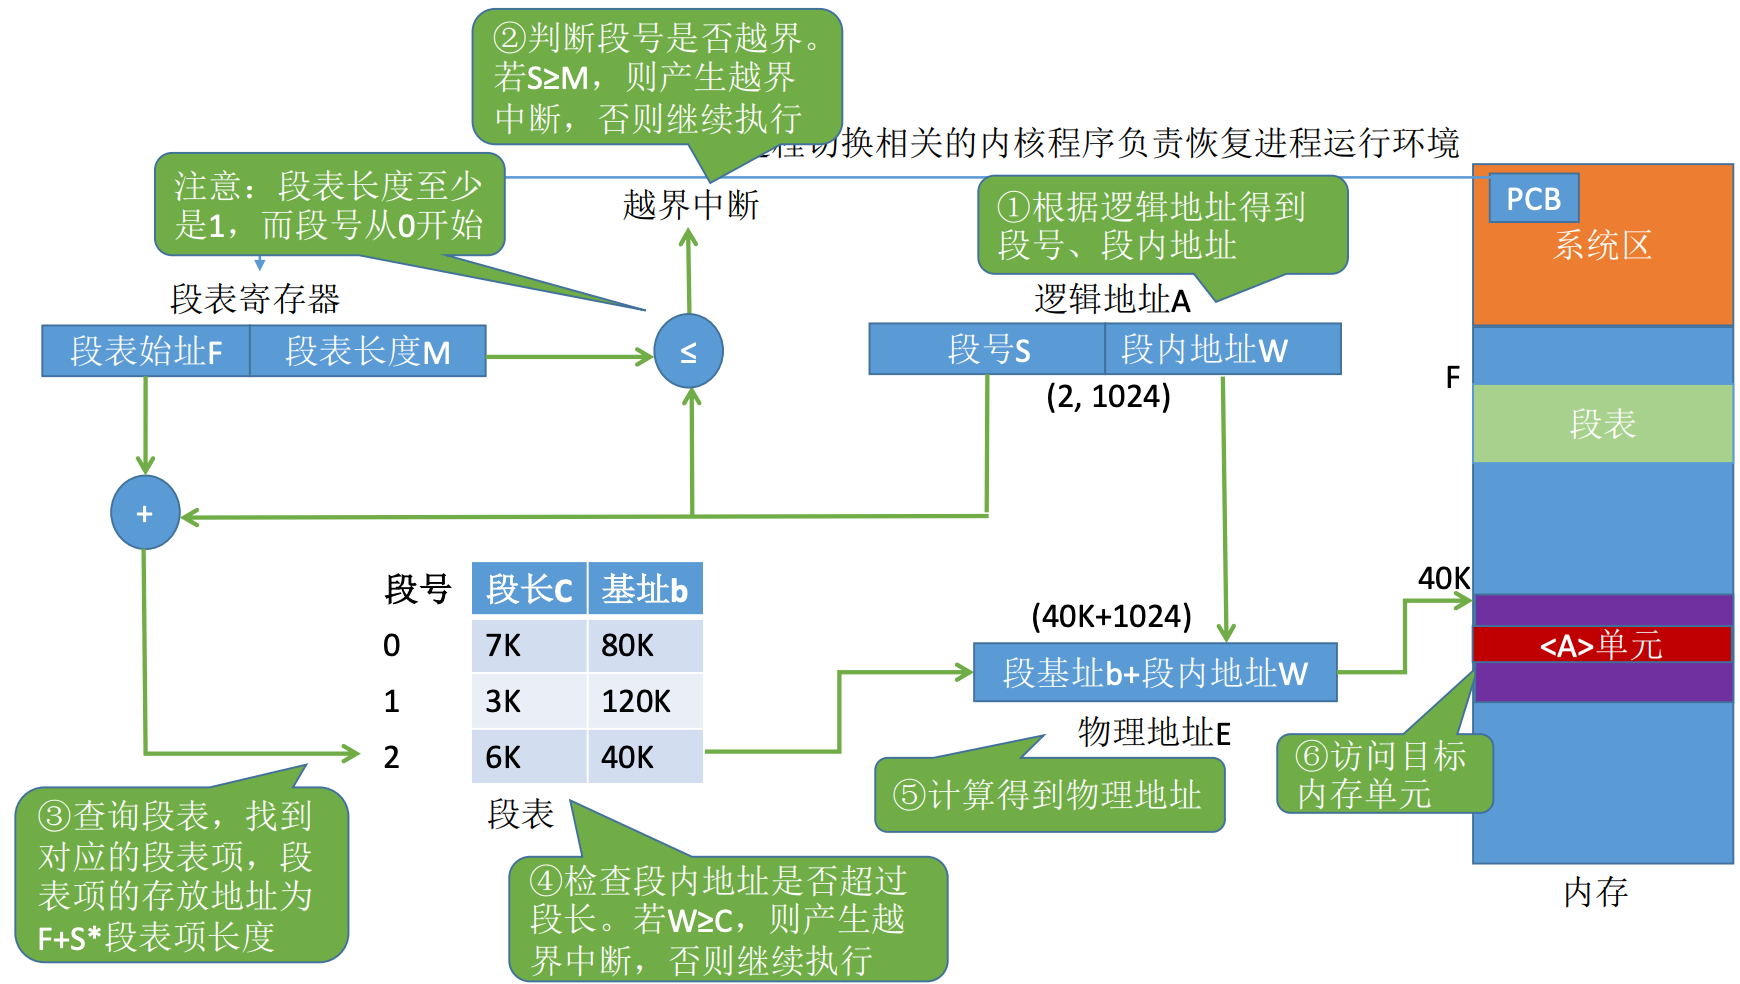 ②判断段号是否越界。
若S≥M，则产生越界
中断，否则继续执行
程切换相关的内核程序负责恢复进程运行环境
注意：段表长度至少
是1，而段号从0开始
越界中断
①根据逻辑地址得到
段号、段内地址
PCB
系统区
段表寄存器
逻辑地址A
段表始址F
段表长度M
≤
段号S
段内地址W
(2, 1024)
F
段表
+
40K
段号
段长C
基址b
0
7K
80K
1
3K
120K
2
6K
40K
段表
(40K+1024)
段基址b+段内地址W
物理地址E
<A>单元
③查询段表，找到
对应的段表项，段
表项的存放地址为
F+S*段表项长度
④检查段内地址是否超过
段长。若W≥C，则产生越
界中断，否则继续执行
⑤计算得到物理地址
⑥访问目标
内存单元
内存